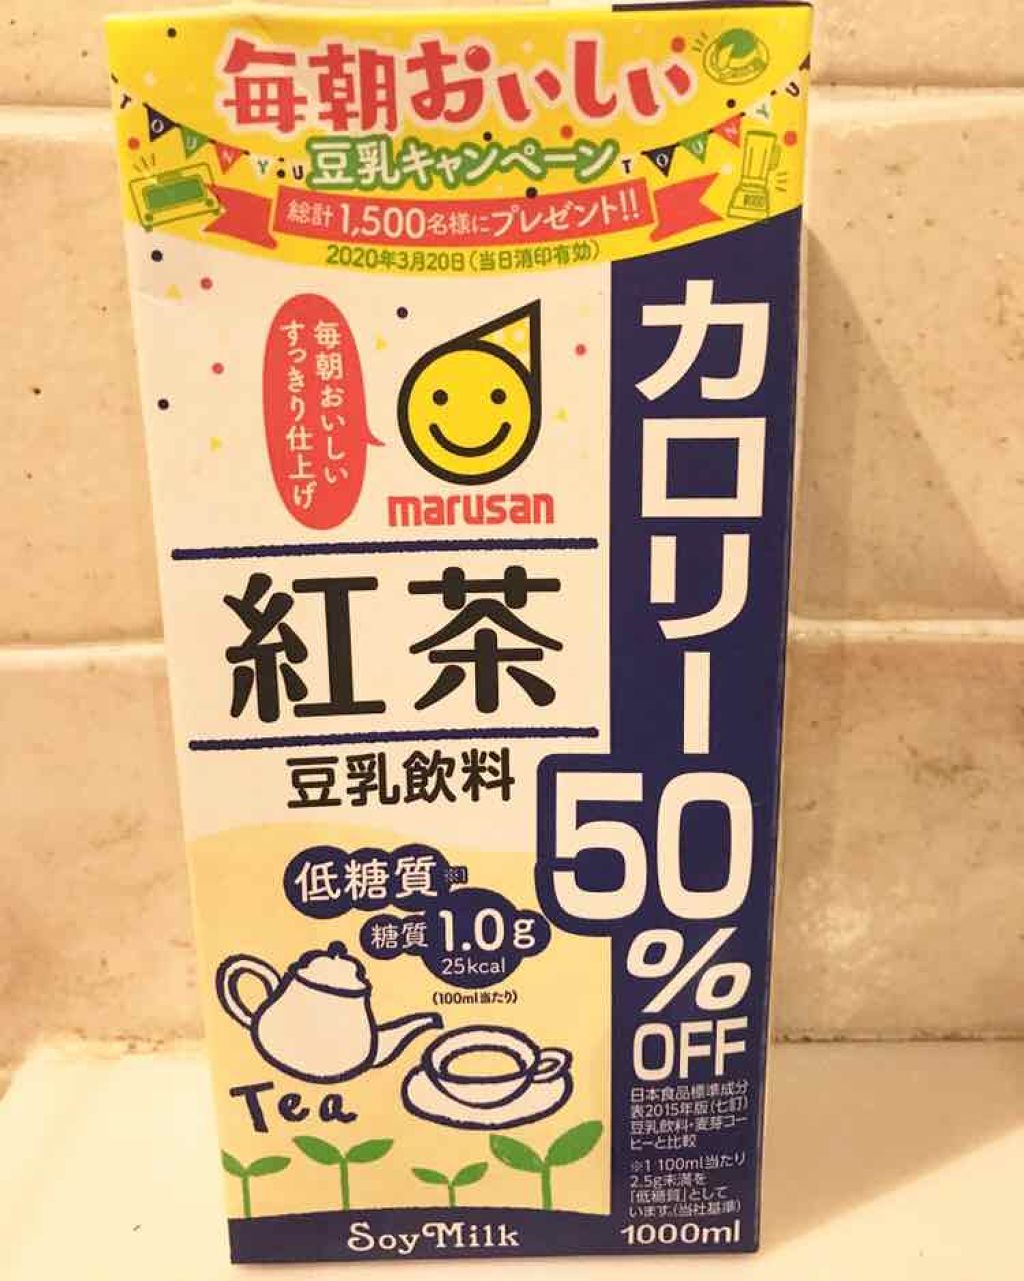 毎朝おいしい
TOUNYU
豆乳キャンペーン
TOUNYU
総計1,500名様にプレゼント!!
2020年3月20日(当日消印有効)
毎朝おいしい
すっきり仕上げ
marusan
紅茶
豆乳飲料
カロリー
50
%
OFF
低糖質※1
糖質1.0g
25kcal
(100ml当たり)
Tea
日本食品標準成分
表2015年版(七訂)
豆乳飲料・麦芽コー
ヒーと比較
※1 100ml当たり
2.5g未満を
「低糖質」として
います。(当社基準)
SoyMilk
1000ml